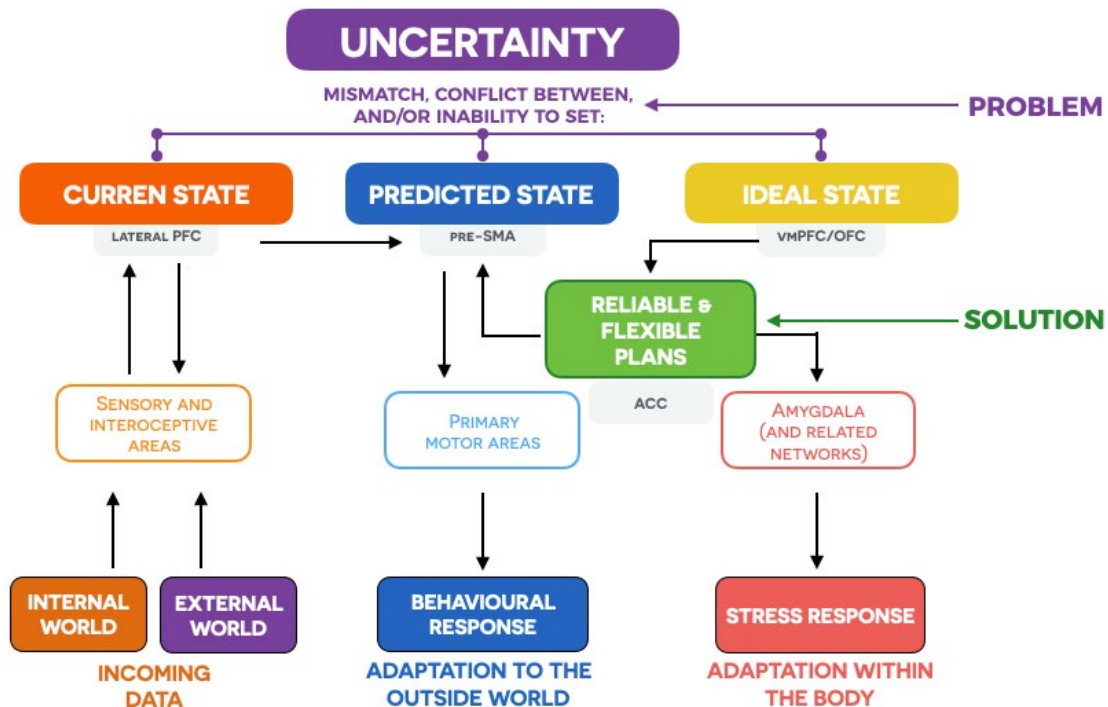 UNCERTAINTY
MISMATCH, CONFLICT BETWEEN,
AND/OR INABILITY TO SET:
PROBLEM
CURREN STATE
PREDICTED STATE
IDEAL STATE
LATERAL PFC
PRE-SMA
vmPFC/OFC
RELIABLE &
FLEXIBLE
PLANS
SOLUTION
ACC
SENSORY AND
INTEROCEPTIVE
AREAS
PRIMARY
MOTOR AREAS
AMYGDALA
(AND RELATED
NETWORKS)
INTERNAL
WORLD
EXTERNAL
WORLD
BEHAVIOURAL
RESPONSE
STRESS RESPONSE
INCOMING
DATA
ADAPTATION TO THE
OUTSIDE WORLD
ADAPTATION WITHIN
THE BODY